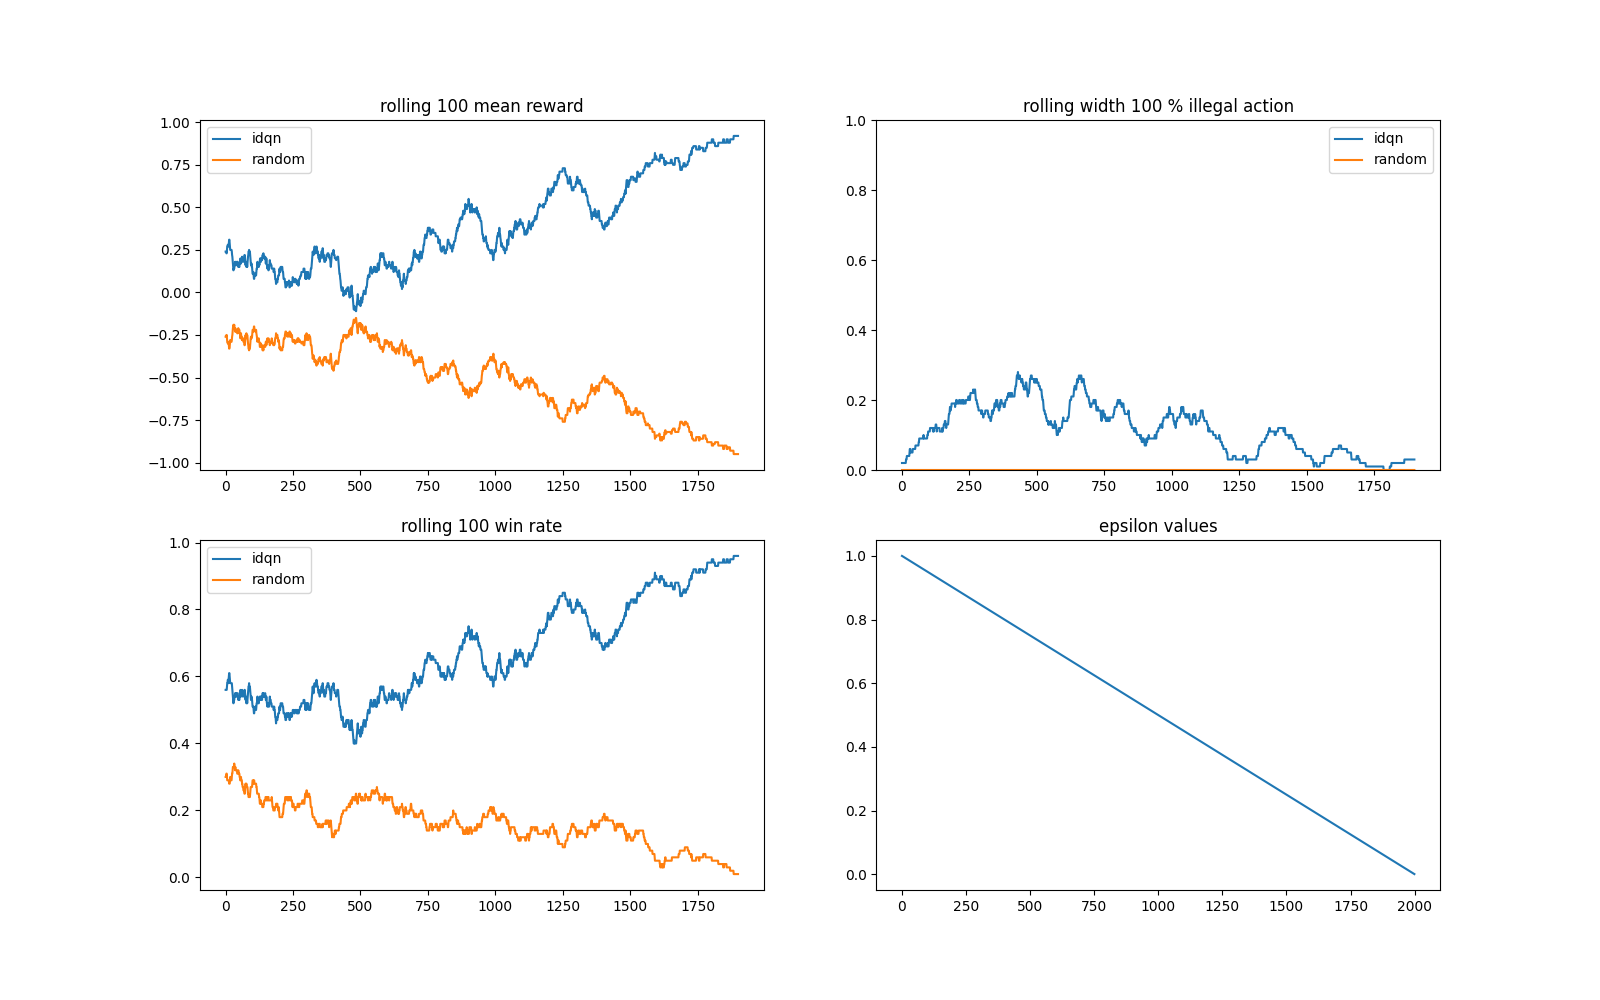 rolling 100 mean reward
idqn
random
1.00
0.75
0.50
0.25
0.00
−0.25
−0.50
−0.75
−1.00
0 250 500 750 1000 1250 1500 1750
rolling width 100 % illegal action
idqn
random
1.0
0.8
0.6
0.4
0.2
0.0
0 250 500 750 1000 1250 1500 1750
rolling 100 win rate
idqn
random
1.0
0.8
0.6
0.4
0.2
0.0
0 250 500 750 1000 1250 1500 1750
epsilon values
1.0
0.8
0.6
0.4
0.2
0.0
0 250 500 750 1000 1250 1500 1750 2000